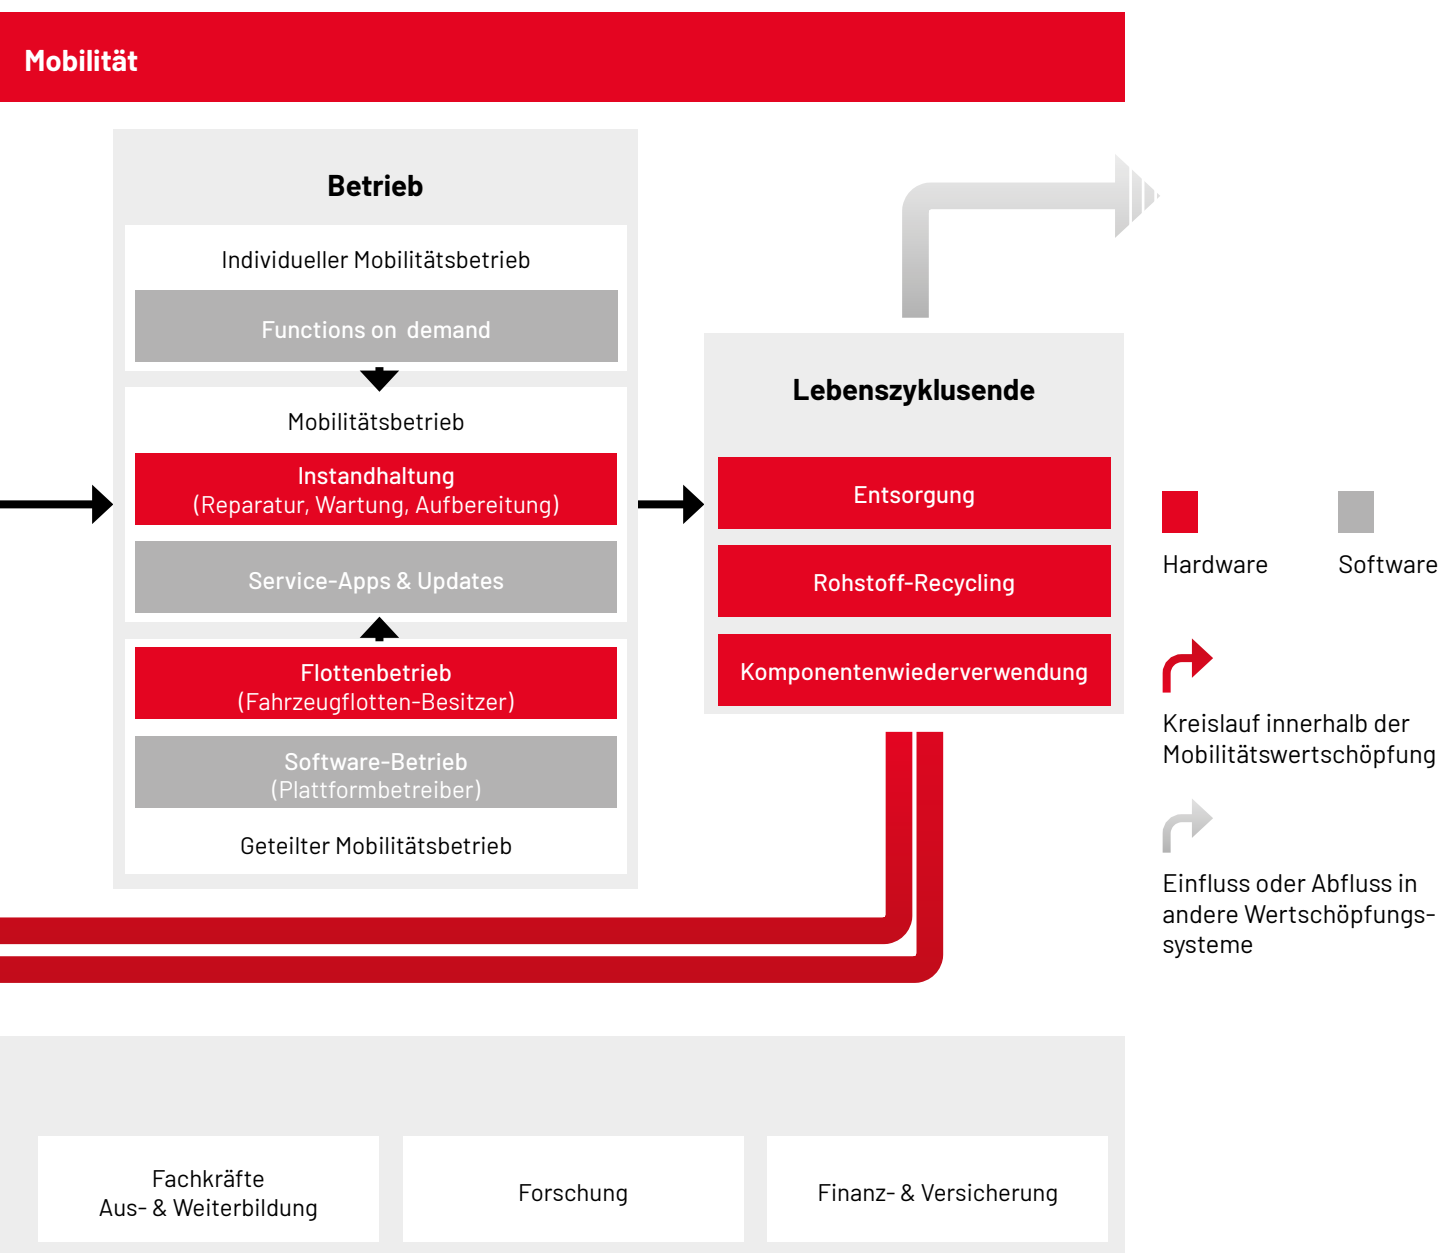 Mobilität
Betrieb
Individueller Mobilitätsbetrieb
Functions on demand
Mobilitätsbetrieb
Instandhaltung
(Reparatur, Wartung, Aufbereitung)
Service-Apps & Updates
Flottenbetrieb
(Fahrzeugflotten-Besitzer)
Software-Betrieb
(Plattformbetreiber)
Geteilter Mobilitätsbetrieb
Lebenszyklusende
Entsorgung
Rohstoff-Recycling
Komponentenwiederverwendung
Hardware
Software
Kreislauf innerhalb der
Mobilitätswertschöpfung
Einfluss oder Abfluss in
andere Wertschöpfungs-
systeme
Fachkräfte
Aus- & Weiterbildung
Forschung
Finanz- & Versicherung